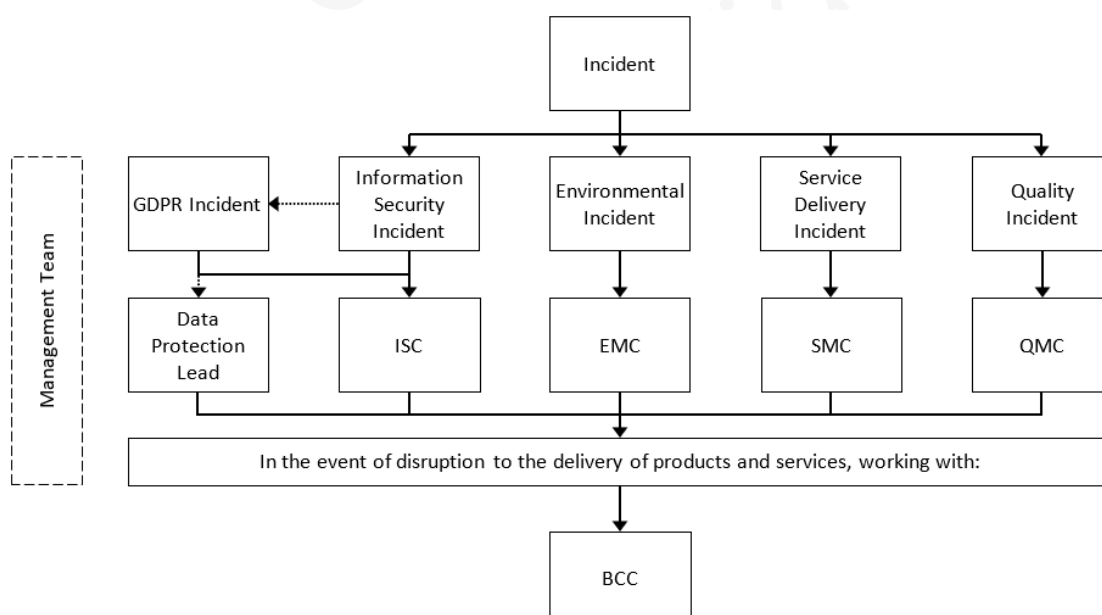 Incident
GDPR Incident
Information
Security
Incident
Environmental
Incident
Service
Delivery
Incident
Quality
Incident
Management Team
Data
Protection
Lead
ISC
EMC
SMC
QMC
In the event of disruption to the delivery of products and services, working with:
BCC